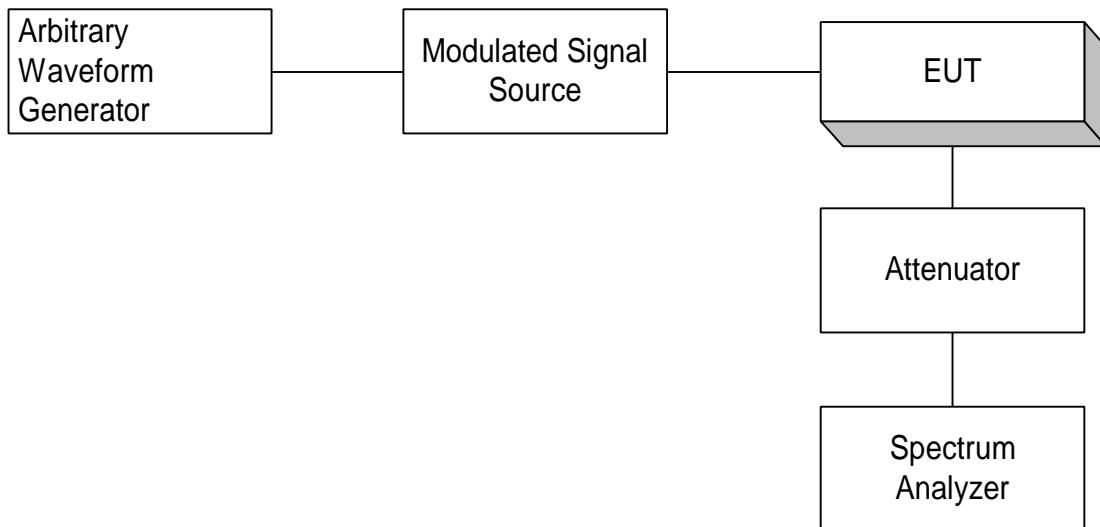 Arbitrary
Waveform
Generator
Modulated Signal
Source
EUT
Attenuator
Spectrum
Analyzer